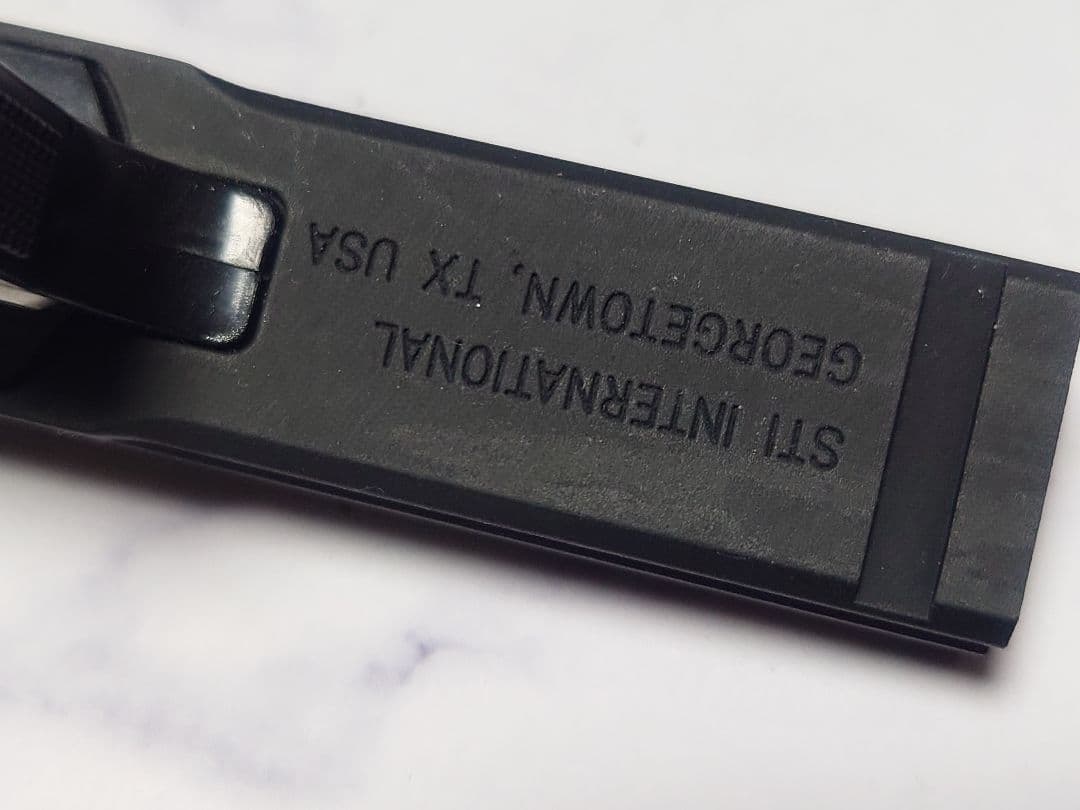 STI INTERNATIONAL
GEORGETOWN, TX USA